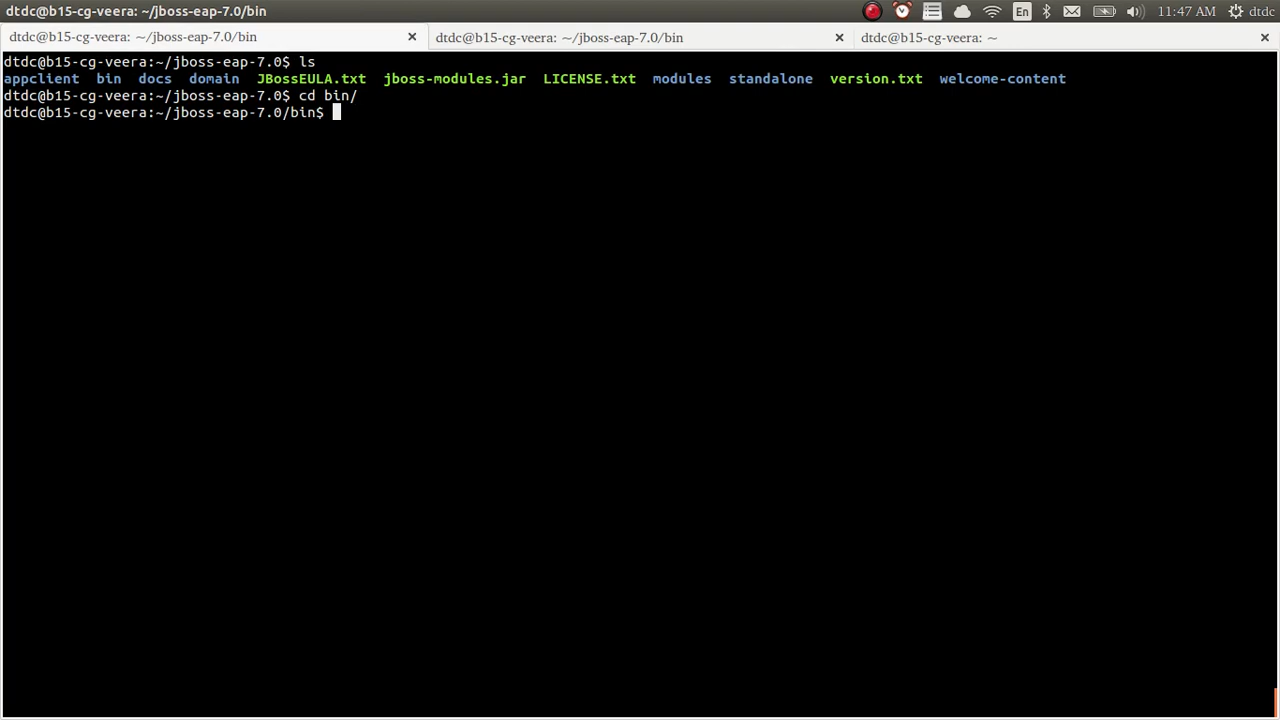 dtdc@b15-cg-veera: ~/jboss-eap-7.0/bin En 11:47 AM dtdc
dtdc@b15-cg-veera: ~/jboss-eap-7.0/bin × dtdc@b15-cg-veera: ~/jboss-eap-7.0/bin × dtdc@b15-cg-veera: ~ ×
dtdc@b15-cg-veera:~/jboss-eap-7.0$ ls
appclient bin docs domain JBossEULA.txt jboss-modules.jar LICENSE.txt modules standalone version.txt welcome-content
dtdc@b15-cg-veera:~/jboss-eap-7.0$ cd bin/
dtdc@b15-cg-veera:~/jboss-eap-7.0/bin$